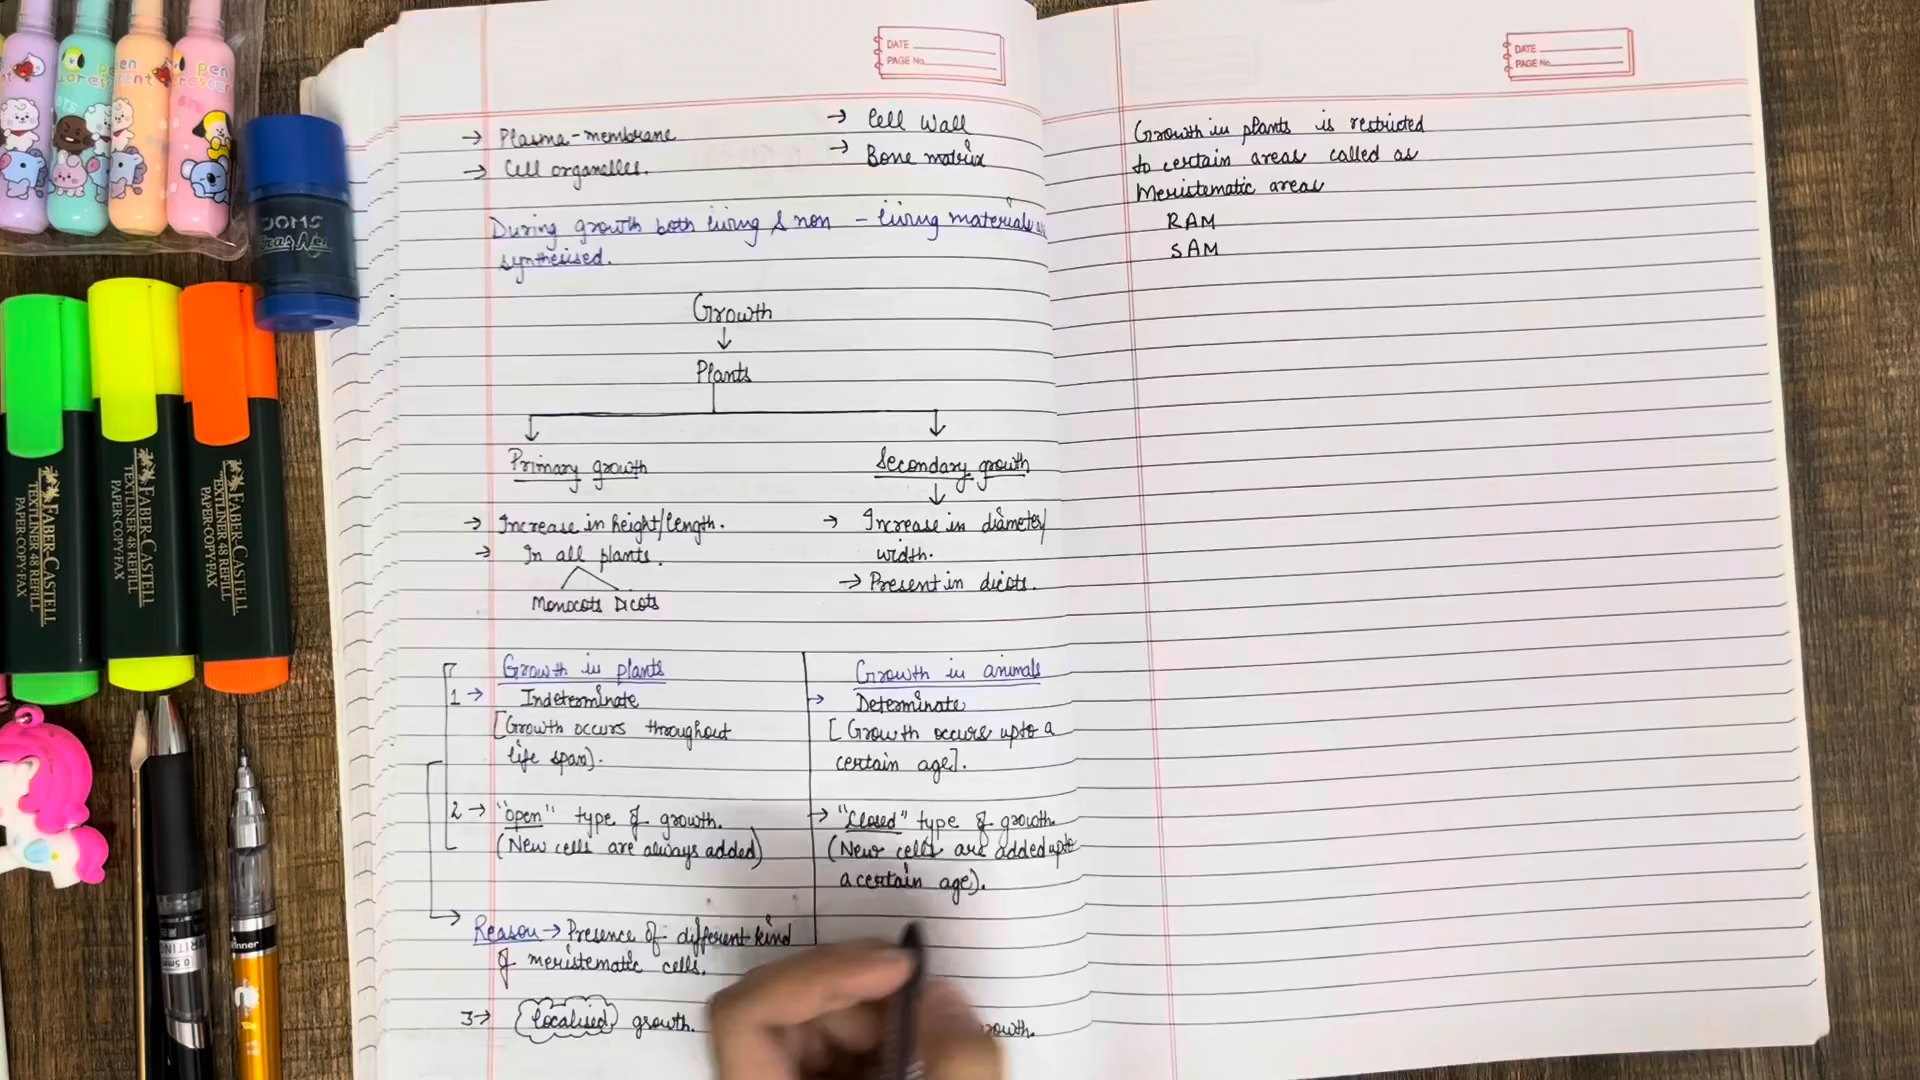 DATE
PAGE No.
→ Plasma-membrane → Cell Wall
→ Cell organelles. → Bone matrix
During growth both living & non-living materials
synthesised.
Growth
↓
Plants
Primary growth Secondary growth
→ Increase in height/length. → Increase in diameter/
→ In all plants. width.
→ Present in dicots.
Monocots Dicots
Growth in plants Growth in animals
1 → Indeterminate → Determinate
[Growth occurs throughout [Growth occurs upto a
life span). certain age].
2 → "open" type of growth. → "Closed" type of growth.
(New cells are always added) (New cells are added upto
a certain age).
Reason → Presence of different kind
of meristematic cells.
3 → localised growth. growth.
DATE
PAGE No.
Growth in plants is restricted
to certain areas called as
Meristematic areas
RAM
SAM
DOMS
FABER-CASTELL
TEXTLINER 48 REFILL
PAPER·COPY·FAX
FABER-CASTELL
TEXTLINER 48 REFILL
PAPER·COPY·FAX
FABER-CASTELL
TEXTLINER 48 REFILL
PAPER·COPY·FAX